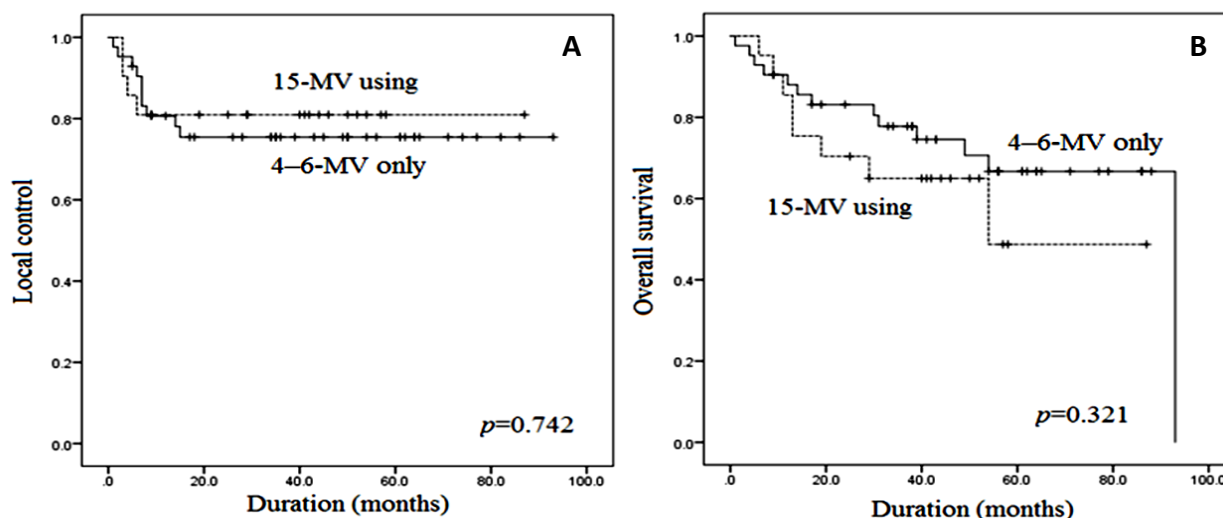 A
Local control
1.0
0.8
0.6
0.4
0.2
0.0
15-MV using
4–6-MV only
p=0.742
.0 20.0 40.0 60.0 80.0 100.0
Duration (months)
B
Overall survival
1.0
0.8
0.6
0.4
0.2
0.0
4–6-MV only
15-MV using
p=0.321
.0 20.0 40.0 60.0 80.0 100.0
Duration (months)